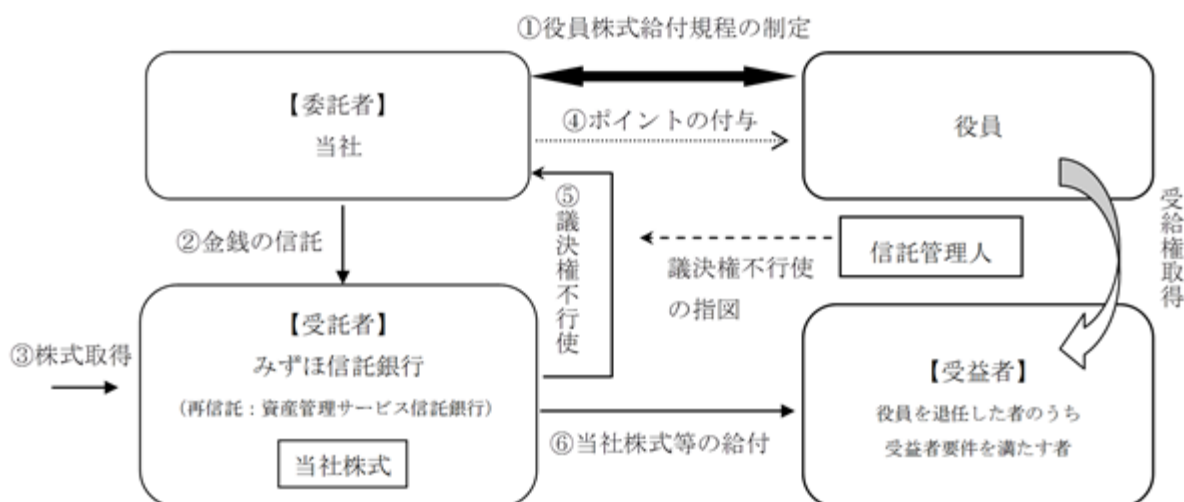 ①役員株式給付規程の制定
【委託者】
当社
④ポイントの付与
役員
②金銭の信託
⑤議決権不行使
議決権不行使
の指図
信託管理人
受給権取得
③株式取得
【受託者】
みずほ信託銀行
(再信託：資産管理サービス信託銀行)
当社株式
⑥当社株式等の給付
【受益者】
役員を退任した者のうち
受益者要件を満たす者